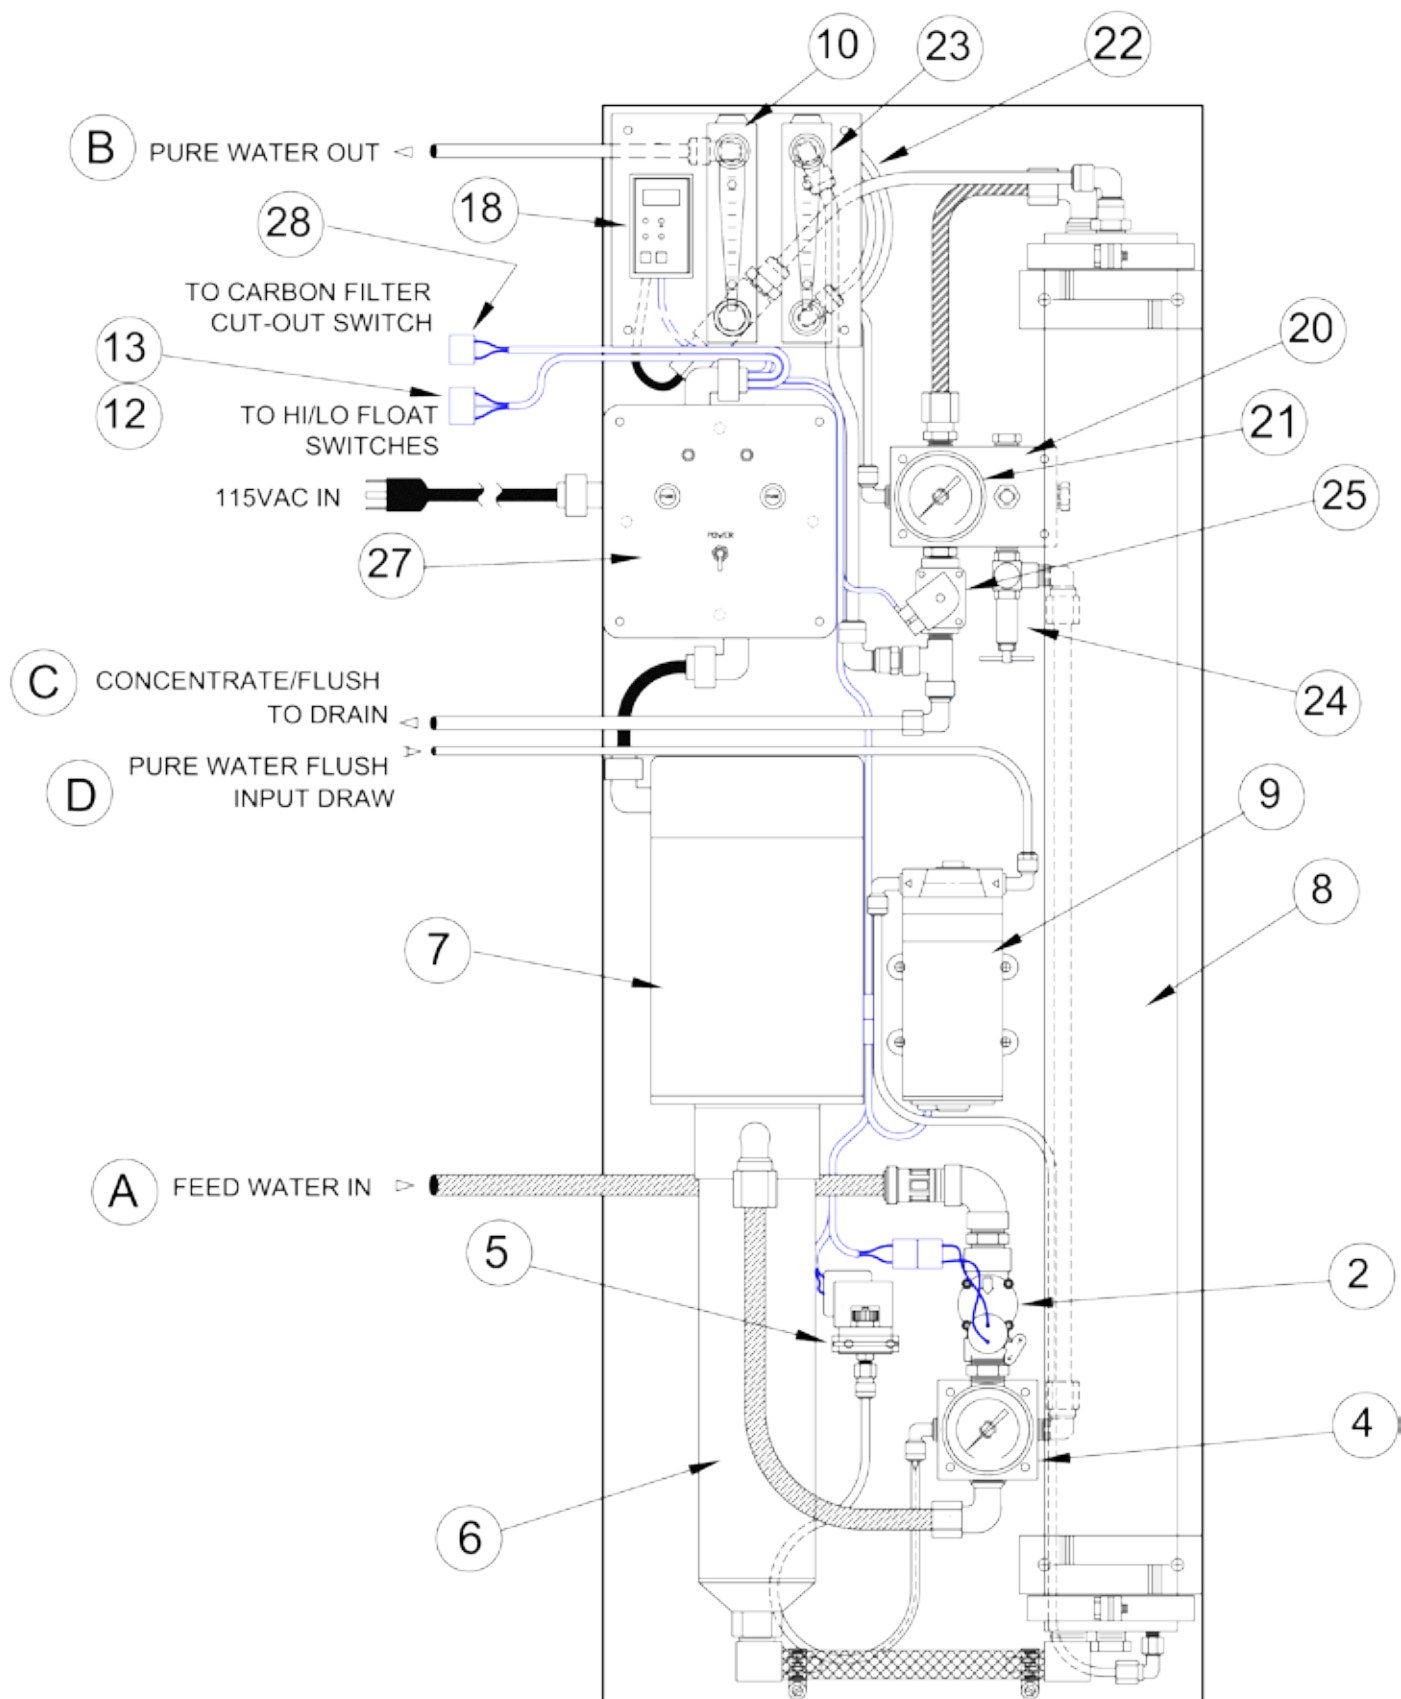 10
23
22
B PURE WATER OUT
28
18
TO CARBON FILTER
CUT-OUT SWITCH
13
12
TO HI/LO FLOAT
SWITCHES
20
21
115VAC IN
25
POWER
27
C CONCENTRATE/FLUSH
TO DRAIN
24
D PURE WATER FLUSH
INPUT DRAW
9
8
7
A FEED WATER IN
5
2
4
6